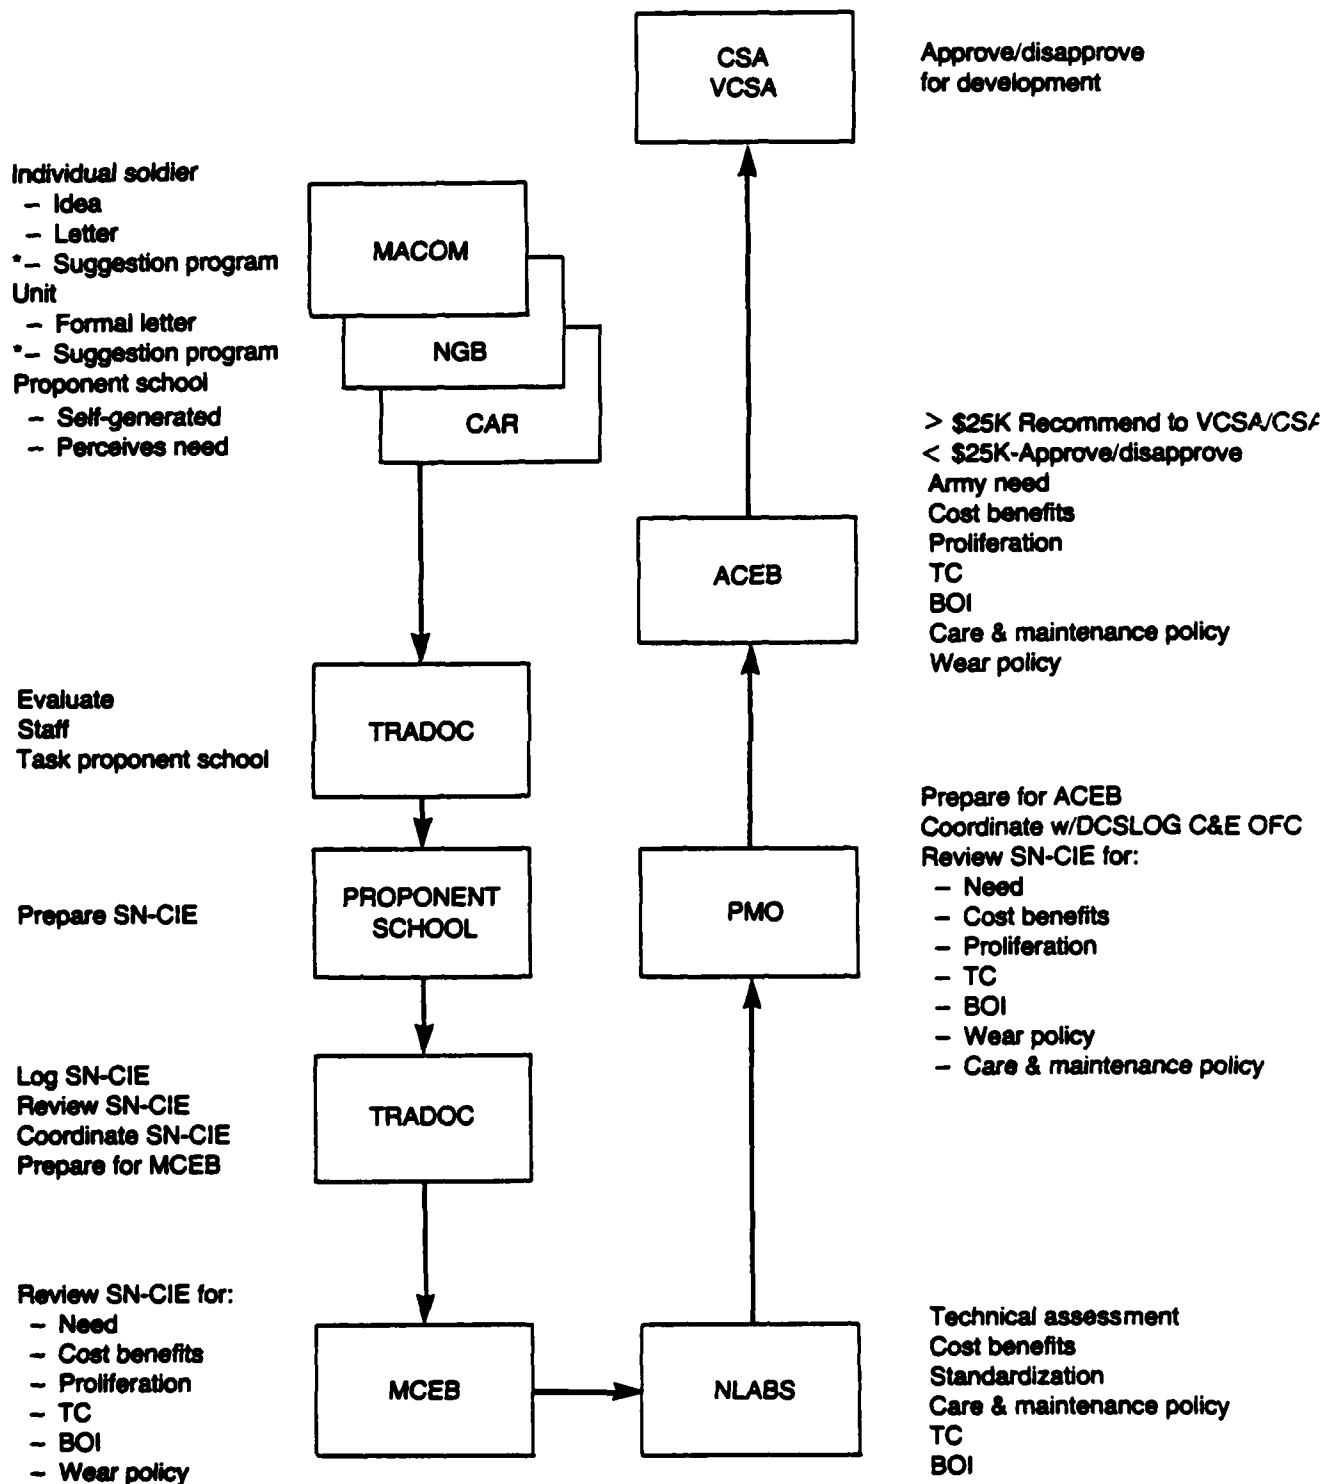 CSA
VCSA
Approve/disapprove
for development
Individual soldier
– Idea
– Letter
*– Suggestion program
Unit
– Formal letter
*– Suggestion program
Proponent school
– Self-generated
– Perceives need
MACOM
NGB
CAR
> $25K Recommend to VCSA/CSA
< $25K-Approve/disapprove
Army need
Cost benefits
Proliferation
TC
BOI
Care & maintenance policy
Wear policy
ACEB
Evaluate
Staff
Task proponent school
TRADOC
Prepare for ACEB
Coordinate w/DCSLOG C&E OFC
Review SN-CIE for:
– Need
– Cost benefits
– Proliferation
– TC
– BOI
– Wear policy
– Care & maintenance policy
Prepare SN-CIE
PROPONENT
SCHOOL
PMO
Log SN-CIE
Review SN-CIE
Coordinate SN-CIE
Prepare for MCEB
TRADOC
Review SN-CIE for:
– Need
– Cost benefits
– Proliferation
– TC
– BOI
– Wear policy
MCEB
NLABS
Technical assessment
Cost benefits
Standardization
Care & maintenance policy
TC
BOI